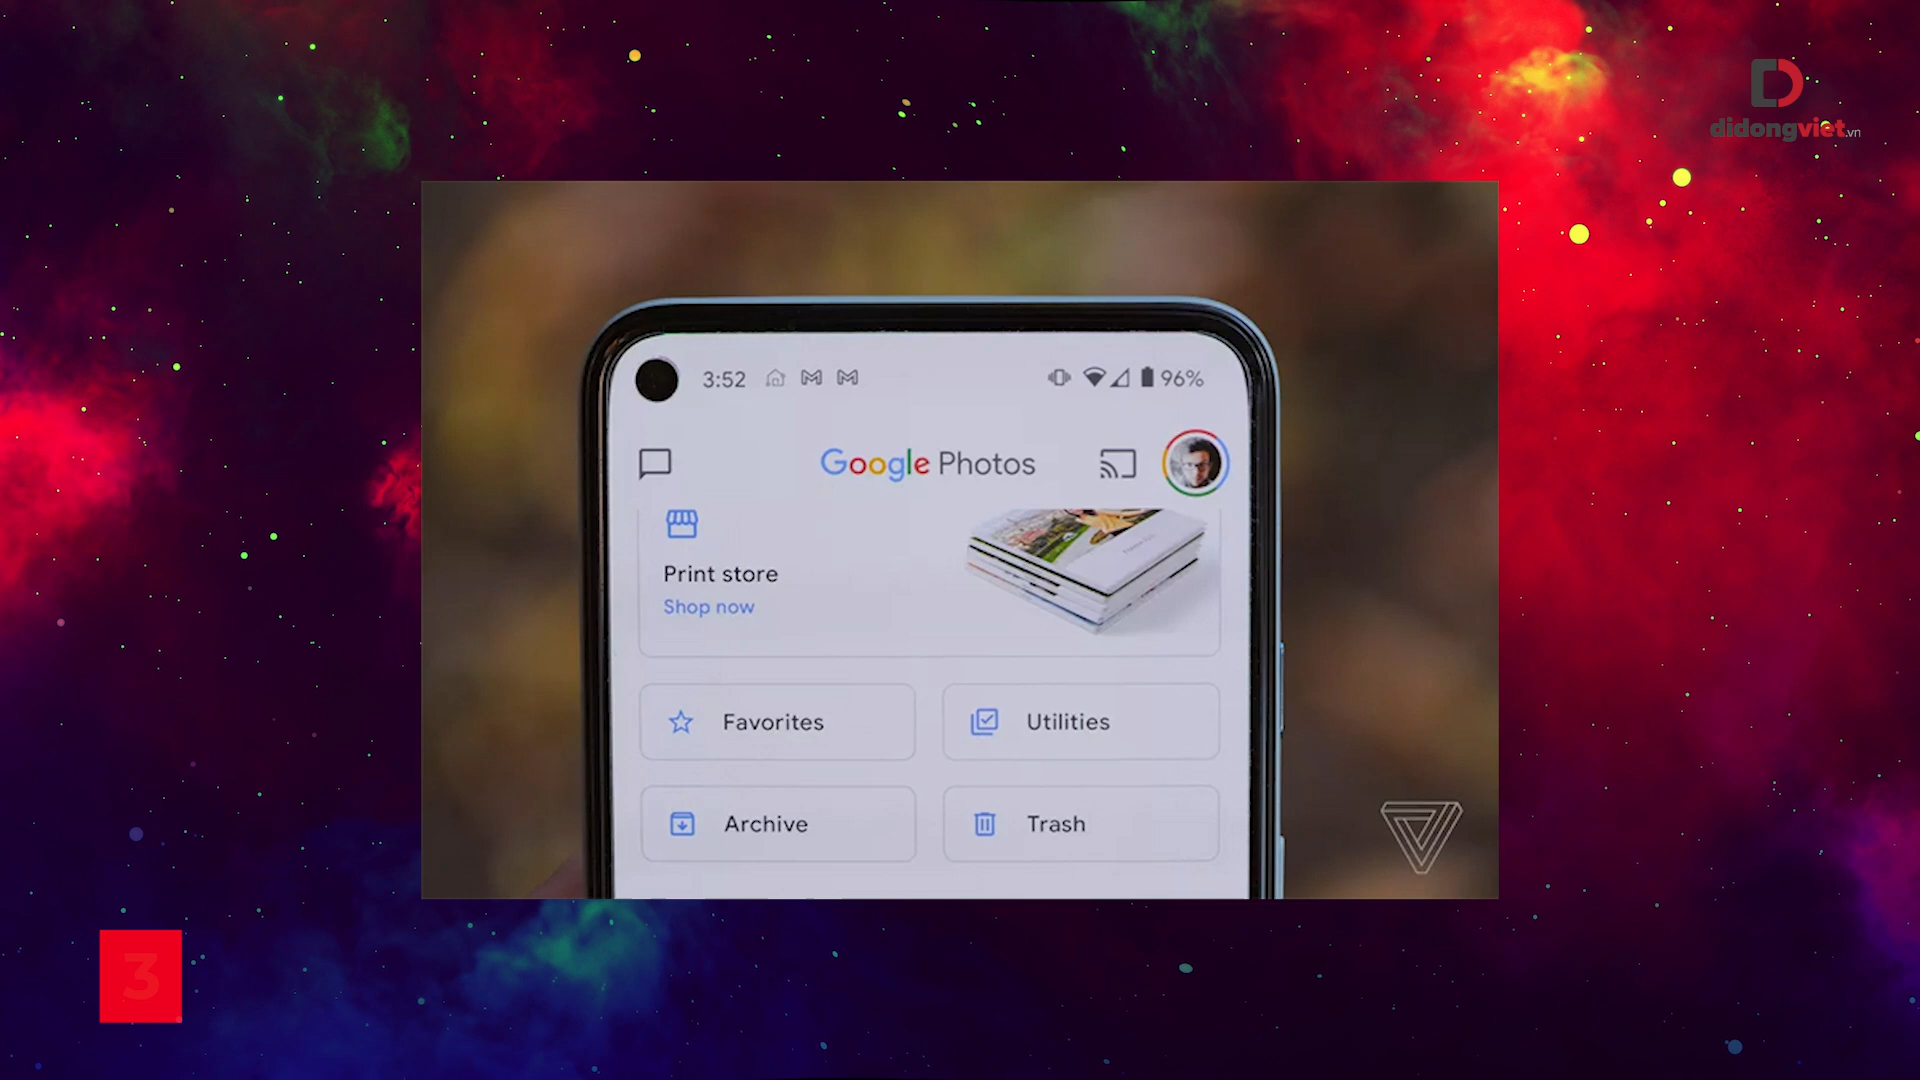 didongviet.vn
3:52
96%
Google Photos
Print store
Shop now
Favorites
Utilities
Archive
Trash
3